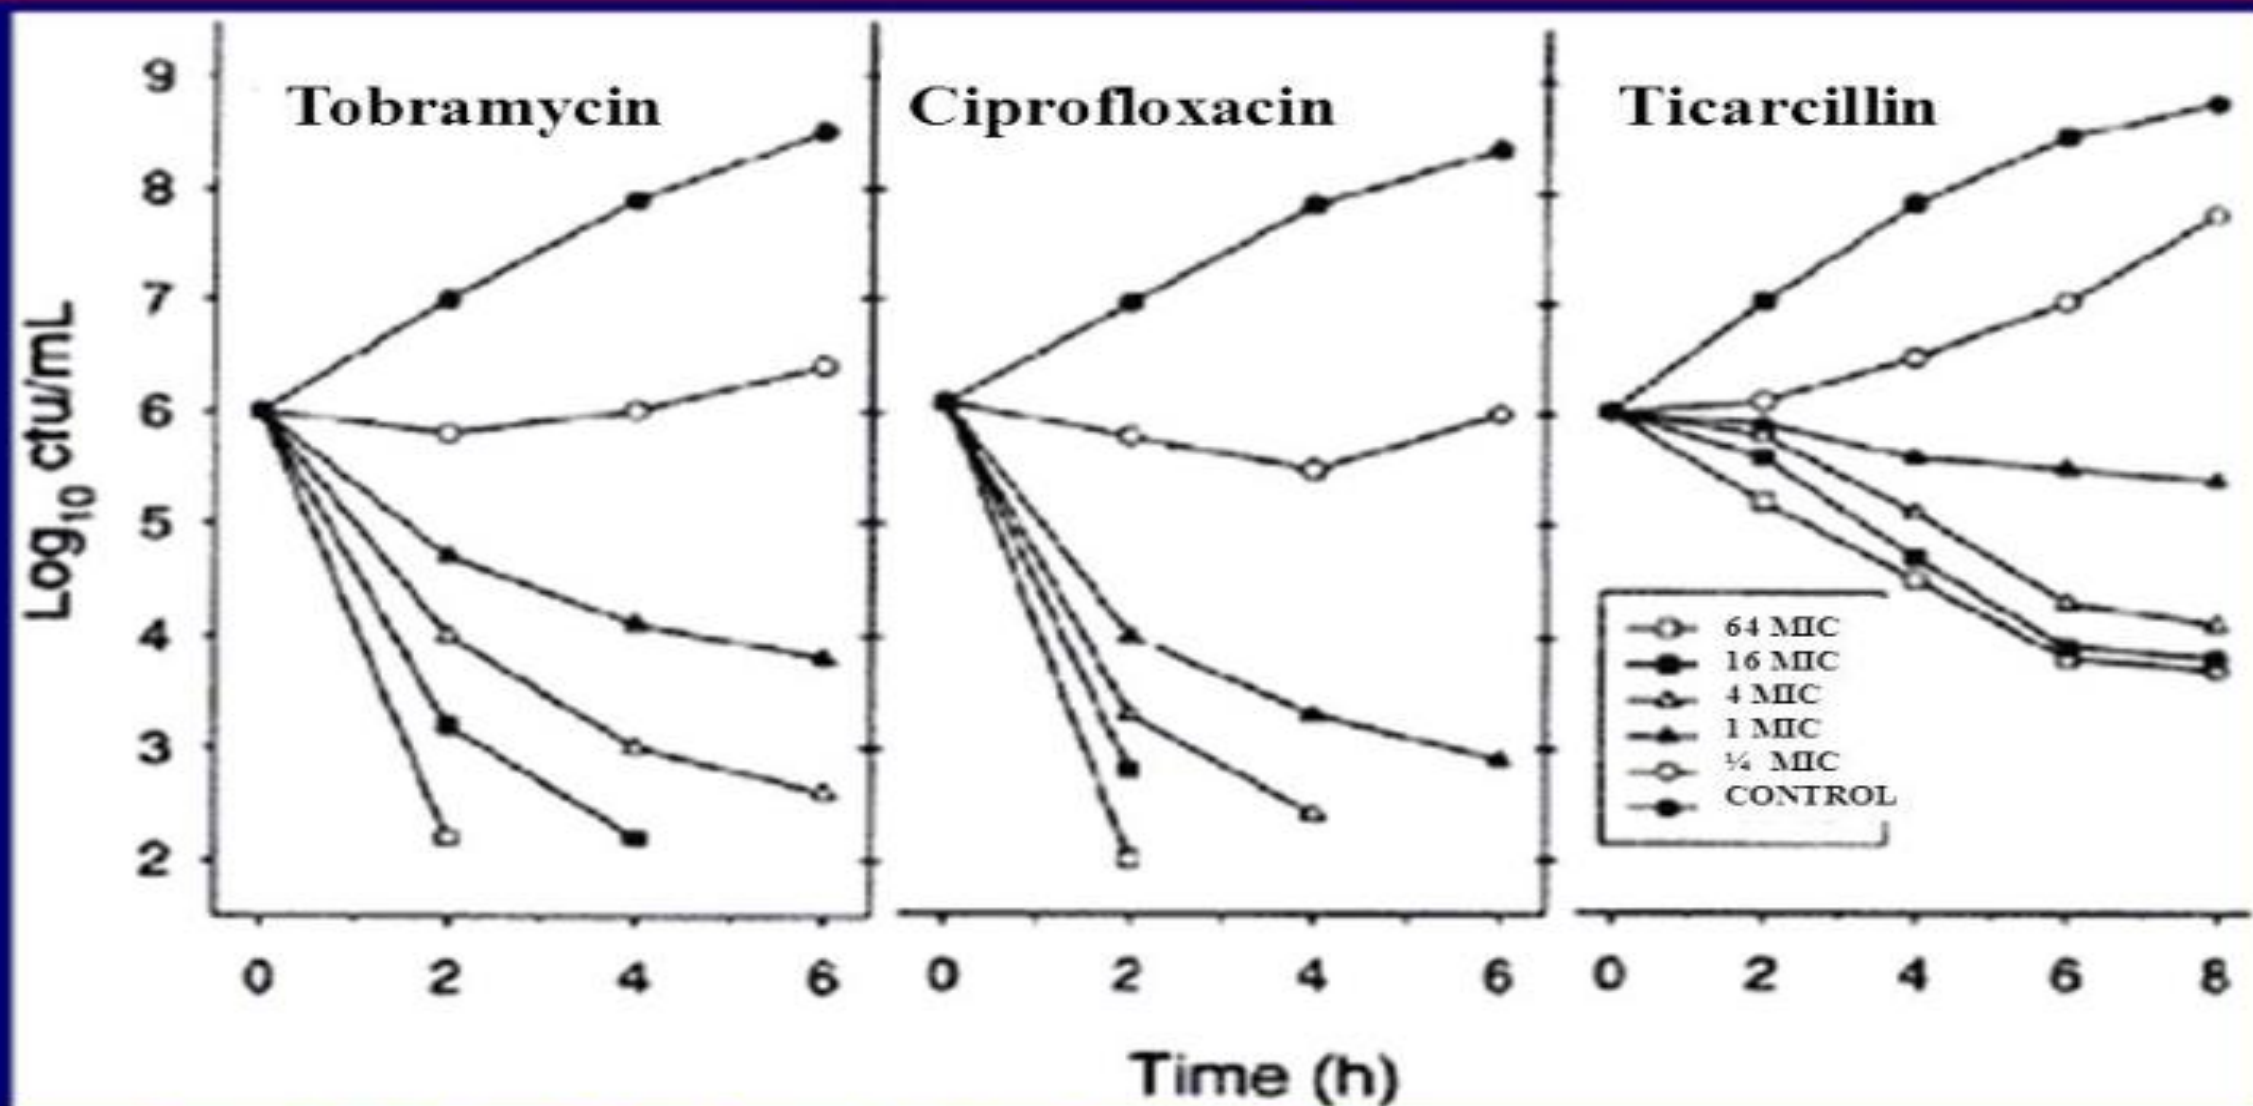 Tobramycin
Ciprofloxacin
Ticarcillin
Log10 cfu/mL
9
8
7
6
5
4
3
2
64 MIC
16 MIC
4 MIC
1 MIC
¼ MIC
CONTROL
0 2 4 6
0 2 4 6
0 2 4 6 8
Time (h)